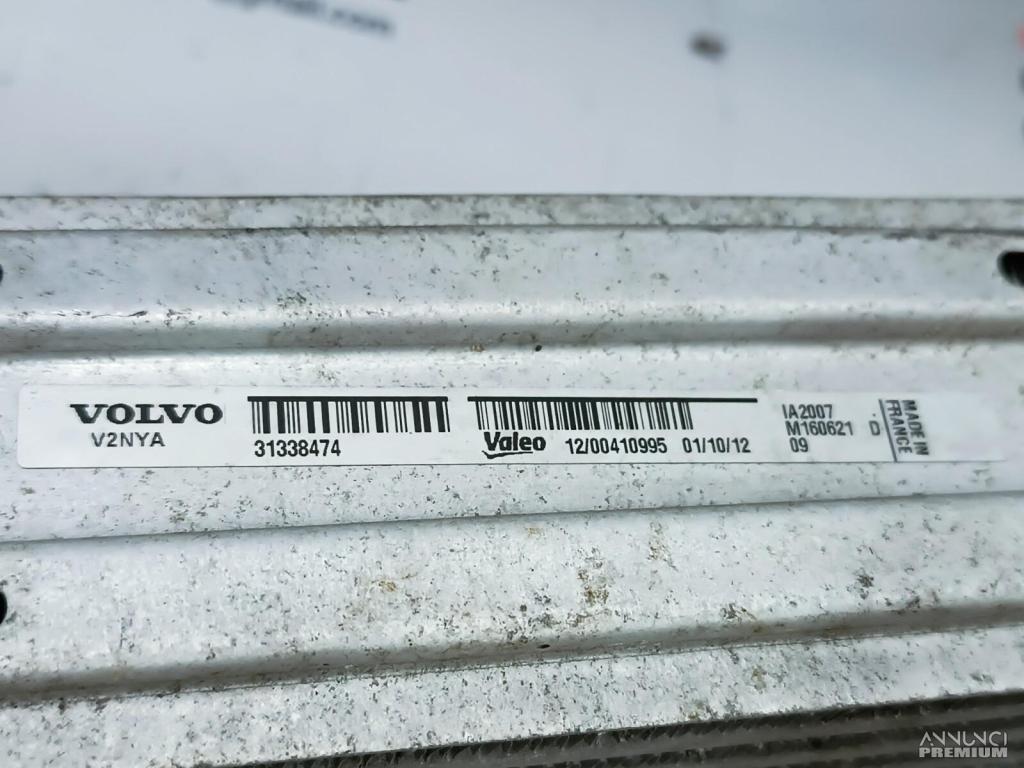 VOLVO
V2NYA
31338474
Valeo 12/00410995 01/10/12
IA2007
M160621 D
09
MADE IN
FRANCE
ANNUNCI
PREMIUM